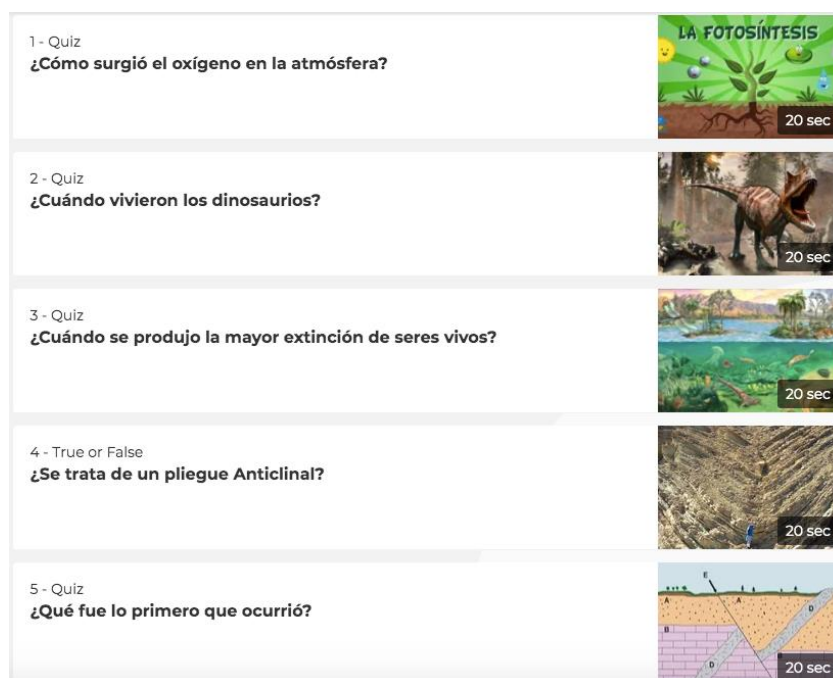 1 - Quiz
¿Cómo surgió el oxígeno en la atmósfera?
LA FOTOSÍNTESIS
20 sec
2 - Quiz
¿Cuándo vivieron los dinosaurios?
20 sec
3 - Quiz
¿Cuándo se produjo la mayor extinción de seres vivos?
20 sec
4 - True or False
¿Se trata de un pliegue Anticlinal?
20 sec
5 - Quiz
¿Qué fue lo primero que ocurrió?
E
A
A
D
B
D
20 sec